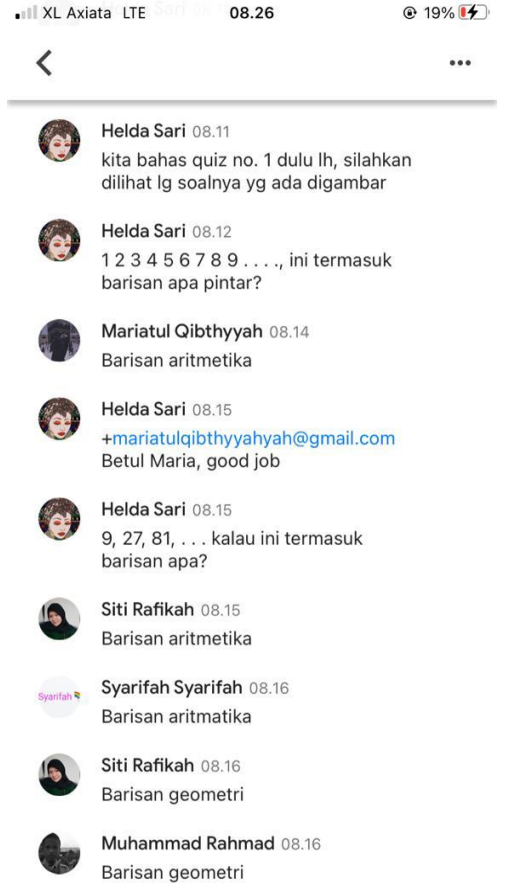 XL Axiata LTE 08.26 19%
Helda Sari 08.11
kita bahas quiz no. 1 dulu lh, silahkan
dilihat lg soalnya yg ada digambar
Helda Sari 08.12
1 2 3 4 5 6 7 8 9 . . . ., ini termasuk
barisan apa pintar?
Mariatul Qibthyyah 08.14
Barisan aritmetika
Helda Sari 08.15
+mariatulqibthyyahyah@gmail.com
Betul Maria, good job
Helda Sari 08.15
9, 27, 81, . . . kalau ini termasuk
barisan apa?
Siti Rafikah 08.15
Barisan aritmetika
Syarifah
Syarifah Syarifah 08.16
Barisan aritmatika
Siti Rafikah 08.16
Barisan geometri
Muhammad Rahmad 08.16
Barisan geometri